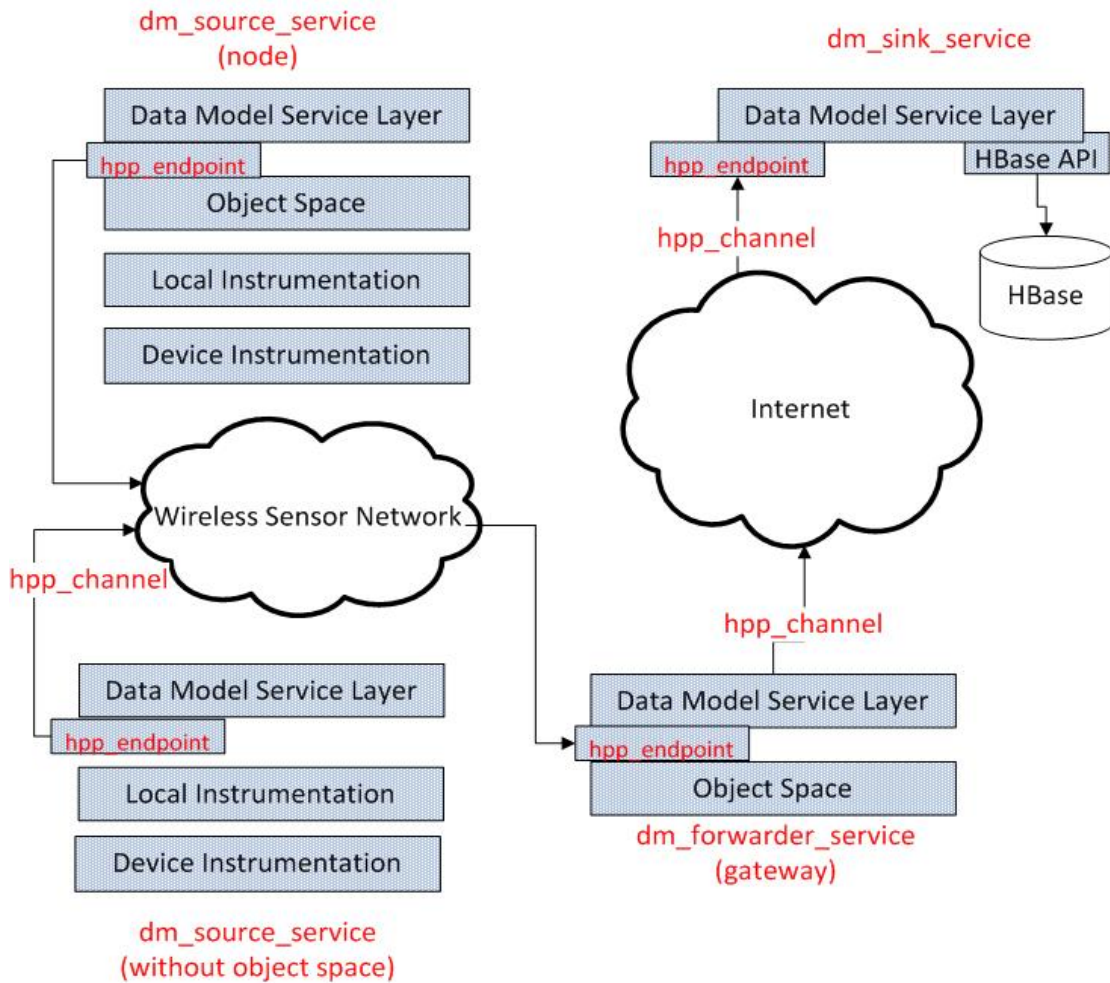 dm_source_service
(node)
Data Model Service Layer
hpp_endpoint
Object Space
Local Instrumentation
Device Instrumentation
Wireless Sensor Network
hpp_channel
Data Model Service Layer
hpp_endpoint
Local Instrumentation
Device Instrumentation
dm_source_service
(without object space)
dm_sink_service
Data Model Service Layer
hpp_endpoint
HBase API
hpp_channel
HBase
Internet
hpp_channel
Data Model Service Layer
hpp_endpoint
Object Space
dm_forwarder_service
(gateway)